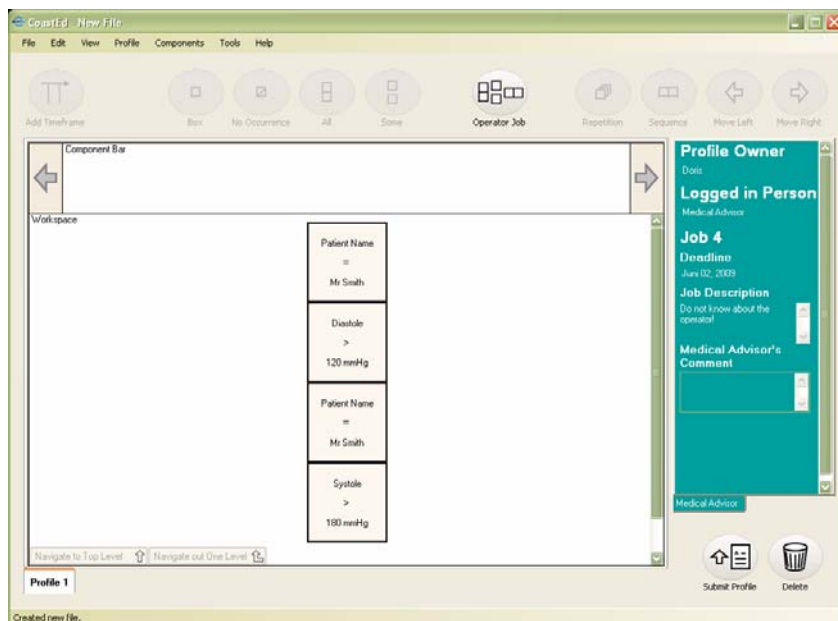 CoastEd - New File
File Edit View Profile Components Tools Help
Add Timeframe Box No Occurrence All Some Operator Job Repetition Sequence Move Left Move Right
Component Bar
Workspace
Patient Name
=
Mr Smith
Diastole
>
120 mmHg
Patient Name
=
Mr Smith
Systole
>
180 mmHg
Navigate to Top Level Navigate out One Level
Profile 1
Created new file.
Profile Owner
Doris
Logged in Person
Medical Advisor
Job 4
Deadline
Juni 02, 2009
Job Description
Do not know about the
operator!
Medical Advisor's
Comment
Medical Advisor
Submit Profile Delete